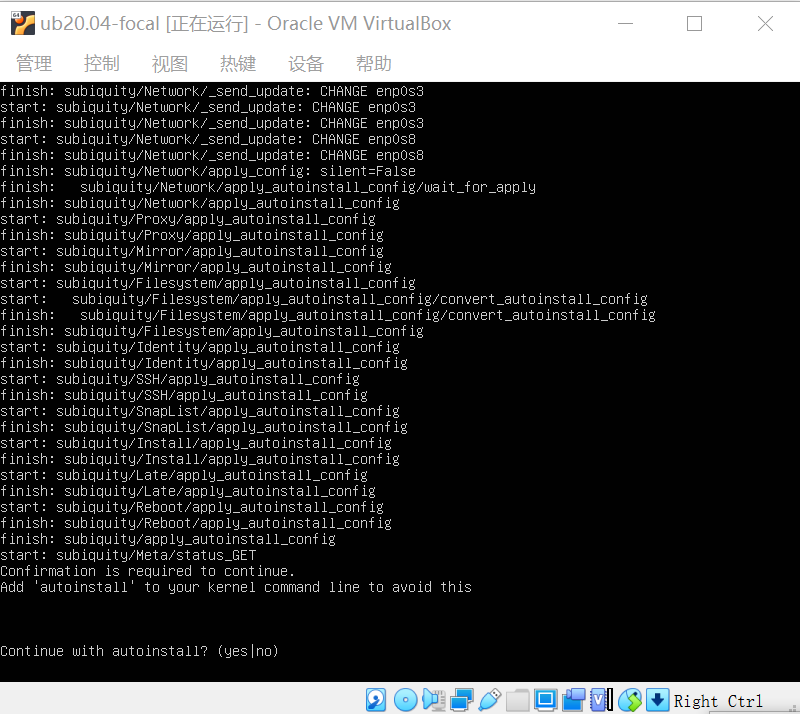 ub20.04-focal [正在运行] - Oracle VM VirtualBox
管理 控制 视图 热键 设备 帮助
finish: subiquity/Network/_send_update: CHANGE enp0s3
start: subiquity/Network/_send_update: CHANGE enp0s3
finish: subiquity/Network/_send_update: CHANGE enp0s3
start: subiquity/Network/_send_update: CHANGE enp0s8
finish: subiquity/Network/_send_update: CHANGE enp0s8
finish: subiquity/Network/apply_config: silent=False
finish:   subiquity/Network/apply_autoinstall_config/wait_for_apply
finish: subiquity/Network/apply_autoinstall_config
start: subiquity/Proxy/apply_autoinstall_config
finish: subiquity/Proxy/apply_autoinstall_config
start: subiquity/Mirror/apply_autoinstall_config
finish: subiquity/Mirror/apply_autoinstall_config
start: subiquity/Filesystem/apply_autoinstall_config
start:   subiquity/Filesystem/apply_autoinstall_config/convert_autoinstall_config
finish:   subiquity/Filesystem/apply_autoinstall_config/convert_autoinstall_config
finish: subiquity/Filesystem/apply_autoinstall_config
start: subiquity/Identity/apply_autoinstall_config
finish: subiquity/Identity/apply_autoinstall_config
start: subiquity/SSH/apply_autoinstall_config
finish: subiquity/SSH/apply_autoinstall_config
start: subiquity/SnapList/apply_autoinstall_config
finish: subiquity/SnapList/apply_autoinstall_config
start: subiquity/Install/apply_autoinstall_config
finish: subiquity/Install/apply_autoinstall_config
start: subiquity/Late/apply_autoinstall_config
finish: subiquity/Late/apply_autoinstall_config
start: subiquity/Reboot/apply_autoinstall_config
finish: subiquity/Reboot/apply_autoinstall_config
finish: subiquity/apply_autoinstall_config
start: subiquity/Meta/status_GET
Confirmation is required to continue.
Add 'autoinstall' to your kernel command line to avoid this
Continue with autoinstall? (yes|no)
Right Ctrl